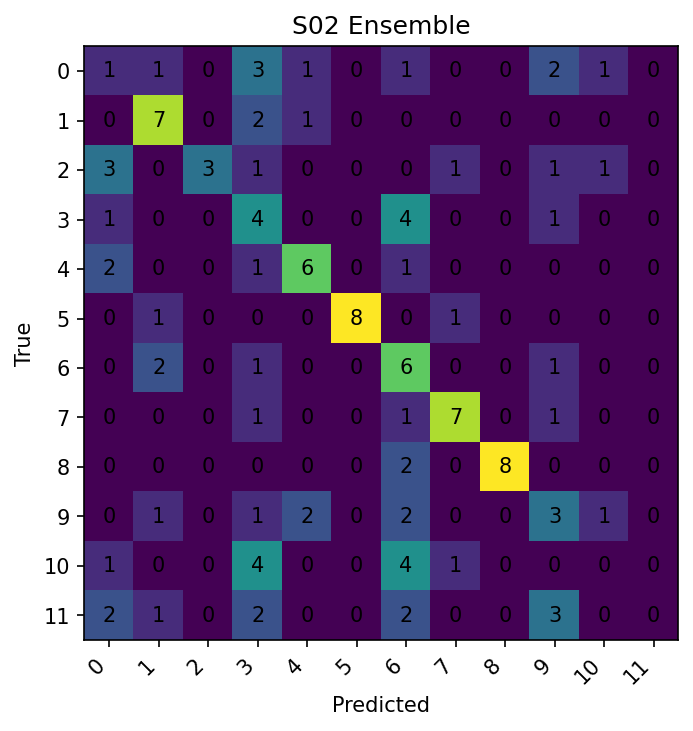 S02 Ensemble
0 1 1 0 3 1 0 1 0 0 2 1 0
1 0 7 0 2 1 0 0 0 0 0 0 0
2 3 0 3 1 0 0 0 1 0 1 1 0
3 1 0 0 4 0 0 4 0 0 1 0 0
4 2 0 0 1 6 0 1 0 0 0 0 0
5 0 1 0 0 0 8 0 1 0 0 0 0
6 0 2 0 1 0 0 6 0 0 1 0 0
7 0 0 0 1 0 0 1 7 0 1 0 0
8 0 0 0 0 0 0 2 0 8 0 0 0
9 0 1 0 1 2 0 2 0 0 3 1 0
10 1 0 0 4 0 0 4 1 0 0 0 0
11 2 1 0 2 0 0 2 0 0 3 0 0
True
0 1 2 3 4 5 6 7 8 9 10 11
Predicted